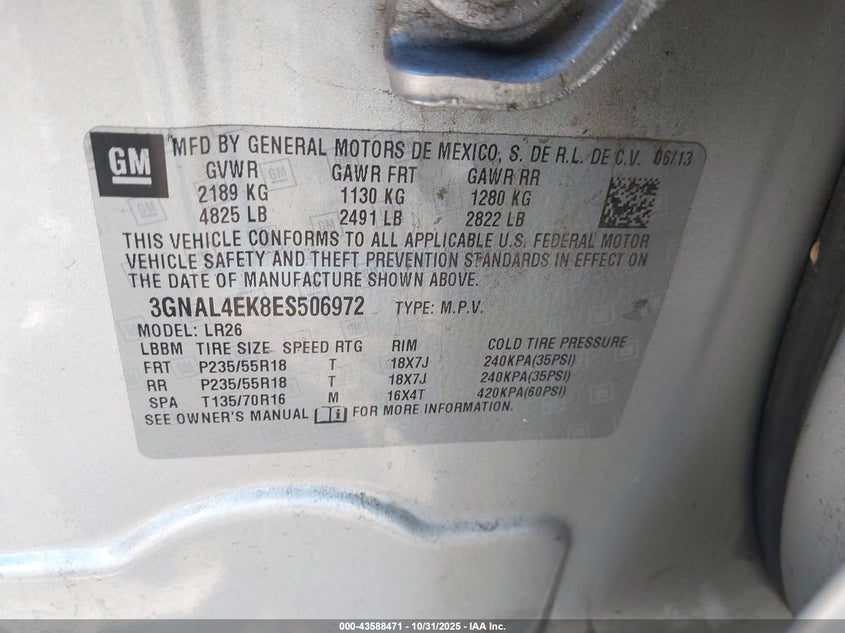 GM
MFD BY GENERAL MOTORS DE MEXICO, S. DE R.L. DE C.V. 06/13
GVWR GAWR FRT GAWR RR
2189 KG 1130 KG 1280 KG
4825 LB 2491 LB 2822 LB
THIS VEHICLE CONFORMS TO ALL APPLICABLE U.S. FEDERAL MOTOR
VEHICLE SAFETY AND THEFT PREVENTION STANDARDS IN EFFECT ON
THE DATE OF MANUFACTURE SHOWN ABOVE.
3GNAL4EK8ES506972 TYPE: M.P.V.
MODEL: LR26
LBBM TIRE SIZE SPEED RTG RIM COLD TIRE PRESSURE
FRT P235/55R18 T 18X7J 240KPA(35PSI)
RR P235/55R18 T 18X7J 240KPA(35PSI)
SPA T135/70R16 M 16X4T 420KPA(60PSI)
SEE OWNER'S MANUAL FOR MORE INFORMATION.
000-43588471 - 10/31/2025 - IAA Inc.